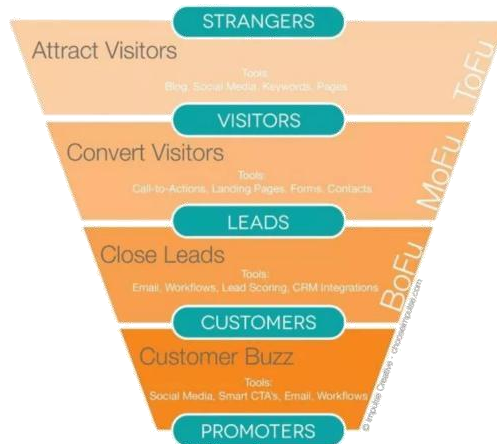 STRANGERS
Attract Visitors
Tools:
Blog, Social Media, Keywords, Pages
ToFu
VISITORS
Convert Visitors
Tools:
Call-to-Actions, Landing Pages, Forms, Contacts
MoFu
LEADS
Close Leads
Tools:
Email, Workflows, Lead Scoring, CRM Integrations
BoFu
CUSTOMERS
Customer Buzz
Tools:
Social Media, Smart CTA's, Email, Workflows
© Impulse Creative - chooseimpulse.com
PROMOTERS